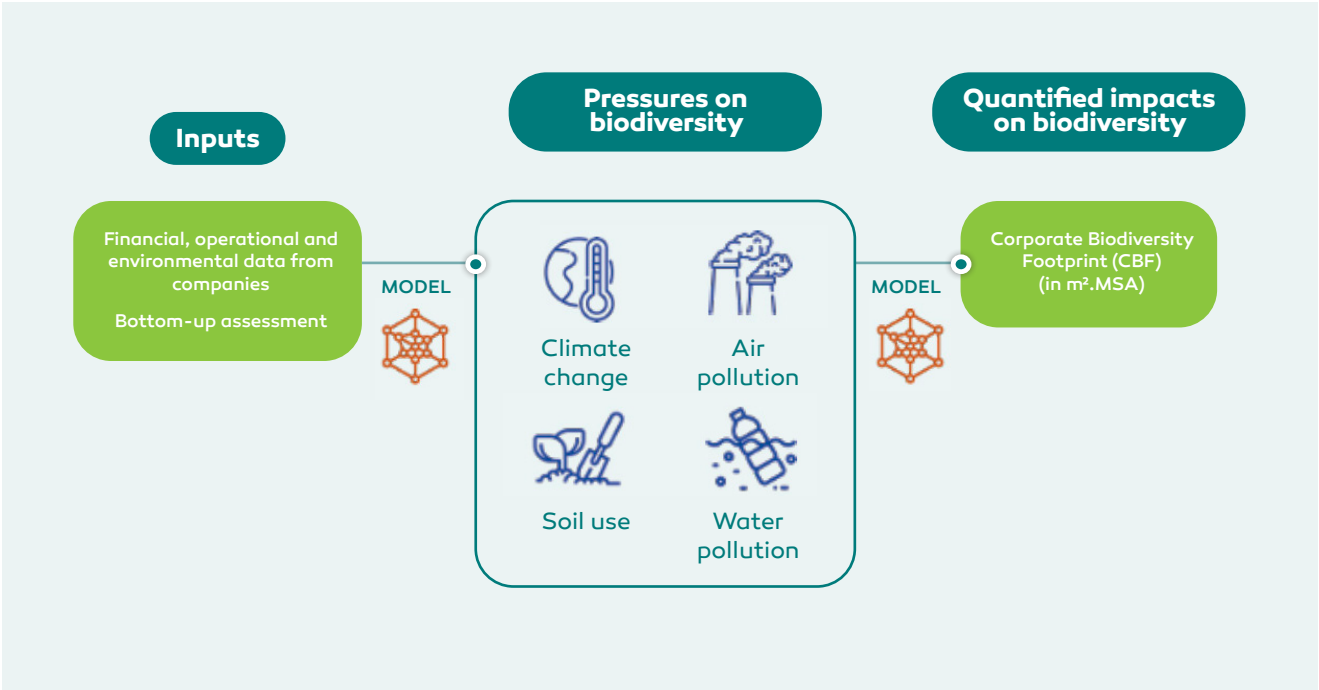 Inputs
Financial, operational and
environmental data from
companies
Bottom-up assessment
MODEL
Pressures on
biodiversity
Climate
change
Air
pollution
Soil use
Water
pollution
MODEL
Quantified impacts
on biodiversity
Corporate Biodiversity
Footprint (CBF)
(in m².MSA)